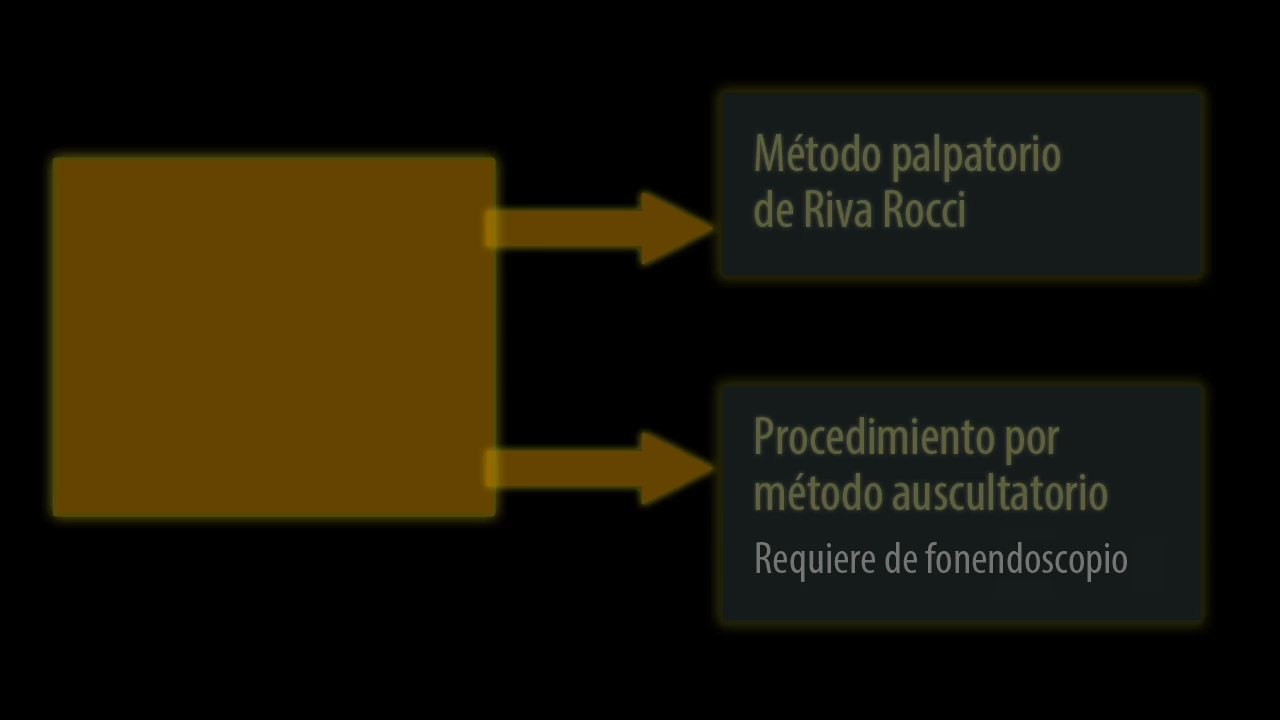 Método palpatorio
de Riva Rocci
Procedimiento por
método auscultatorio
Requiere de fonendoscopio